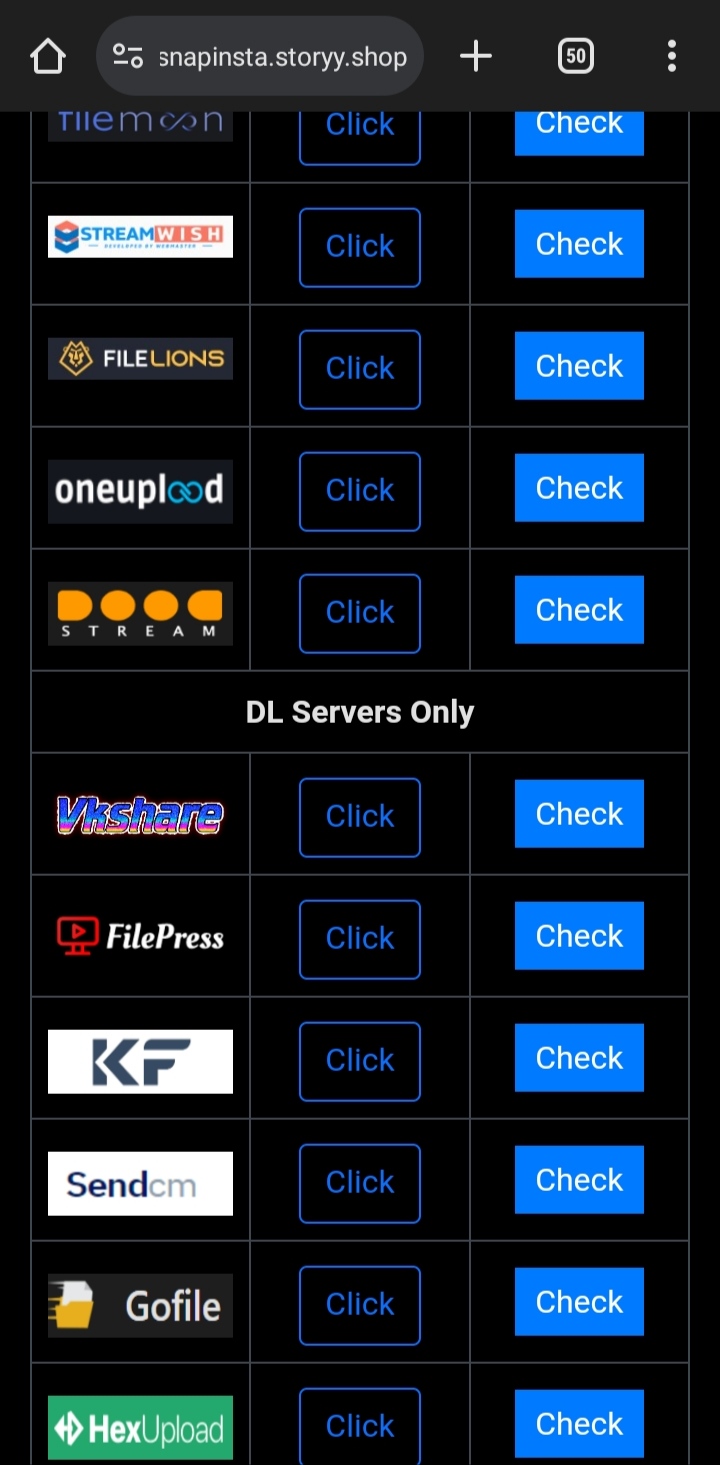 snapinsta.storyy.shop
50
filemoon Click Check
STREAMWISH Click Check
DEVELOPED BY WEBMASTER
FILELIONS Click Check
oneupload Click Check
DOOD Click Check
STREAM
DL Servers Only
Vkshare Click Check
FilePress Click Check
KF Click Check
Sendcm Click Check
Gofile Click Check
HexUpload Click Check